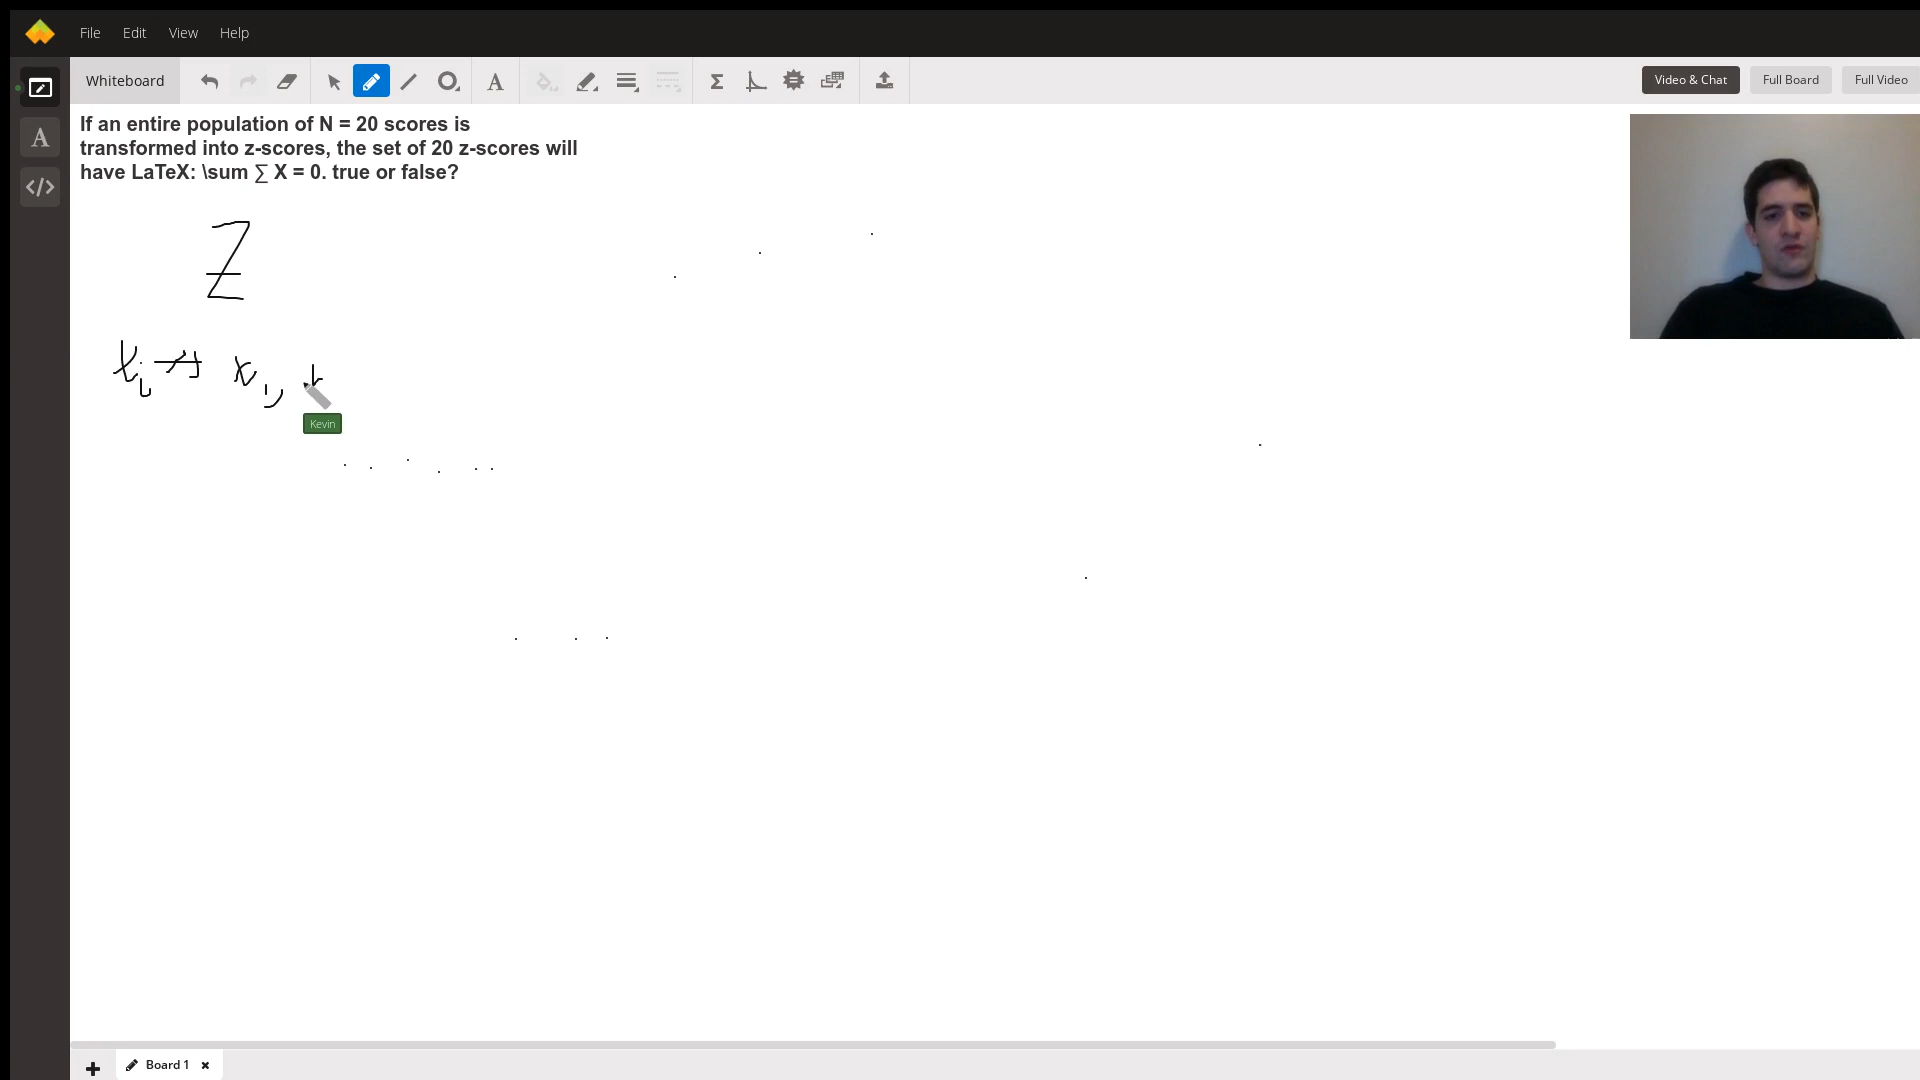 File Edit View Help
Whiteboard A Σ Video & Chat Full Board Full Video
If an entire population of N = 20 scores is
transformed into z-scores, the set of 20 z-scores will
have LaTeX: \sum ∑ X = 0. true or false?
A
</>
Z
Kevin
Board 1